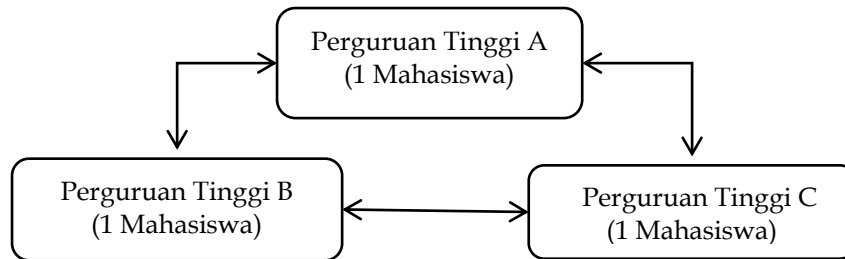 Perguruan Tinggi A
(1 Mahasiswa)
Perguruan Tinggi B
(1 Mahasiswa)
Perguruan Tinggi C
(1 Mahasiswa)